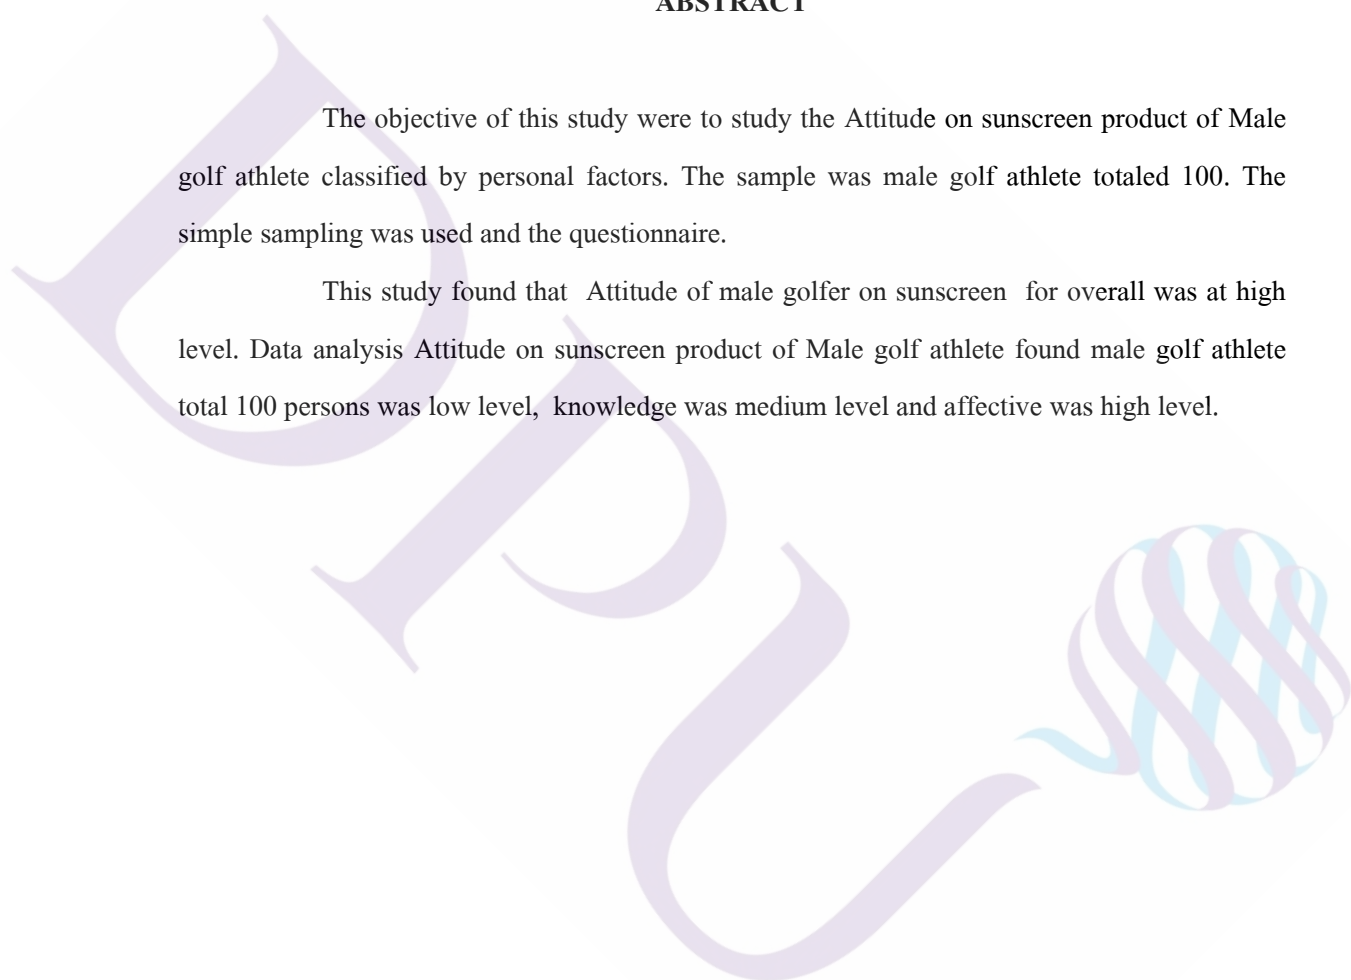 ABSTRACT
The objective of this study were to study the Attitude on sunscreen product of Male
golf athlete classified by personal factors. The sample was male golf athlete totaled 100. The
simple sampling was used and the questionnaire.
This study found that  Attitude of male golfer on sunscreen  for overall was at high
level. Data analysis Attitude on sunscreen product of Male golf athlete found male golf athlete
total 100 persons was low level,  knowledge was medium level and affective was high level.
DPU